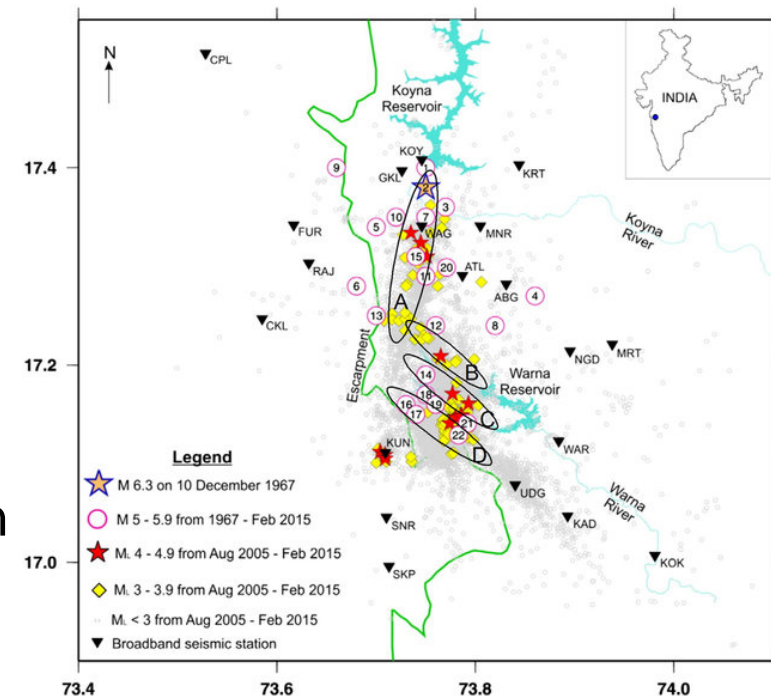 N
CPL
Koyna
Reservoir
INDIA
17.4
KOY
GKL
KRT
9
1
2
3
10
7
5
WAG
MNR
FUR
Koyna
River
15
20
ATL
RAJ
11
ABG
6
4
A
13
12
8
CKL
17.2
Escarpment
B
NGD
MRT
14
Warna
Reservoir
18
16
19
C
17
21
22
KUN
D
WAR
UDG
Warna
River
KAD
SNR
KOK
17.0
SKP
Legend
M 6.3 on 10 December 1967
M 5 - 5.9 from 1967 - Feb 2015
n
ML 4 - 4.9 from Aug 2005 - Feb 2015
ML 3 - 3.9 from Aug 2005 - Feb 2015
ML < 3 from Aug 2005 - Feb 2015
Broadband seismic station
73.4
73.6
73.8
74.0